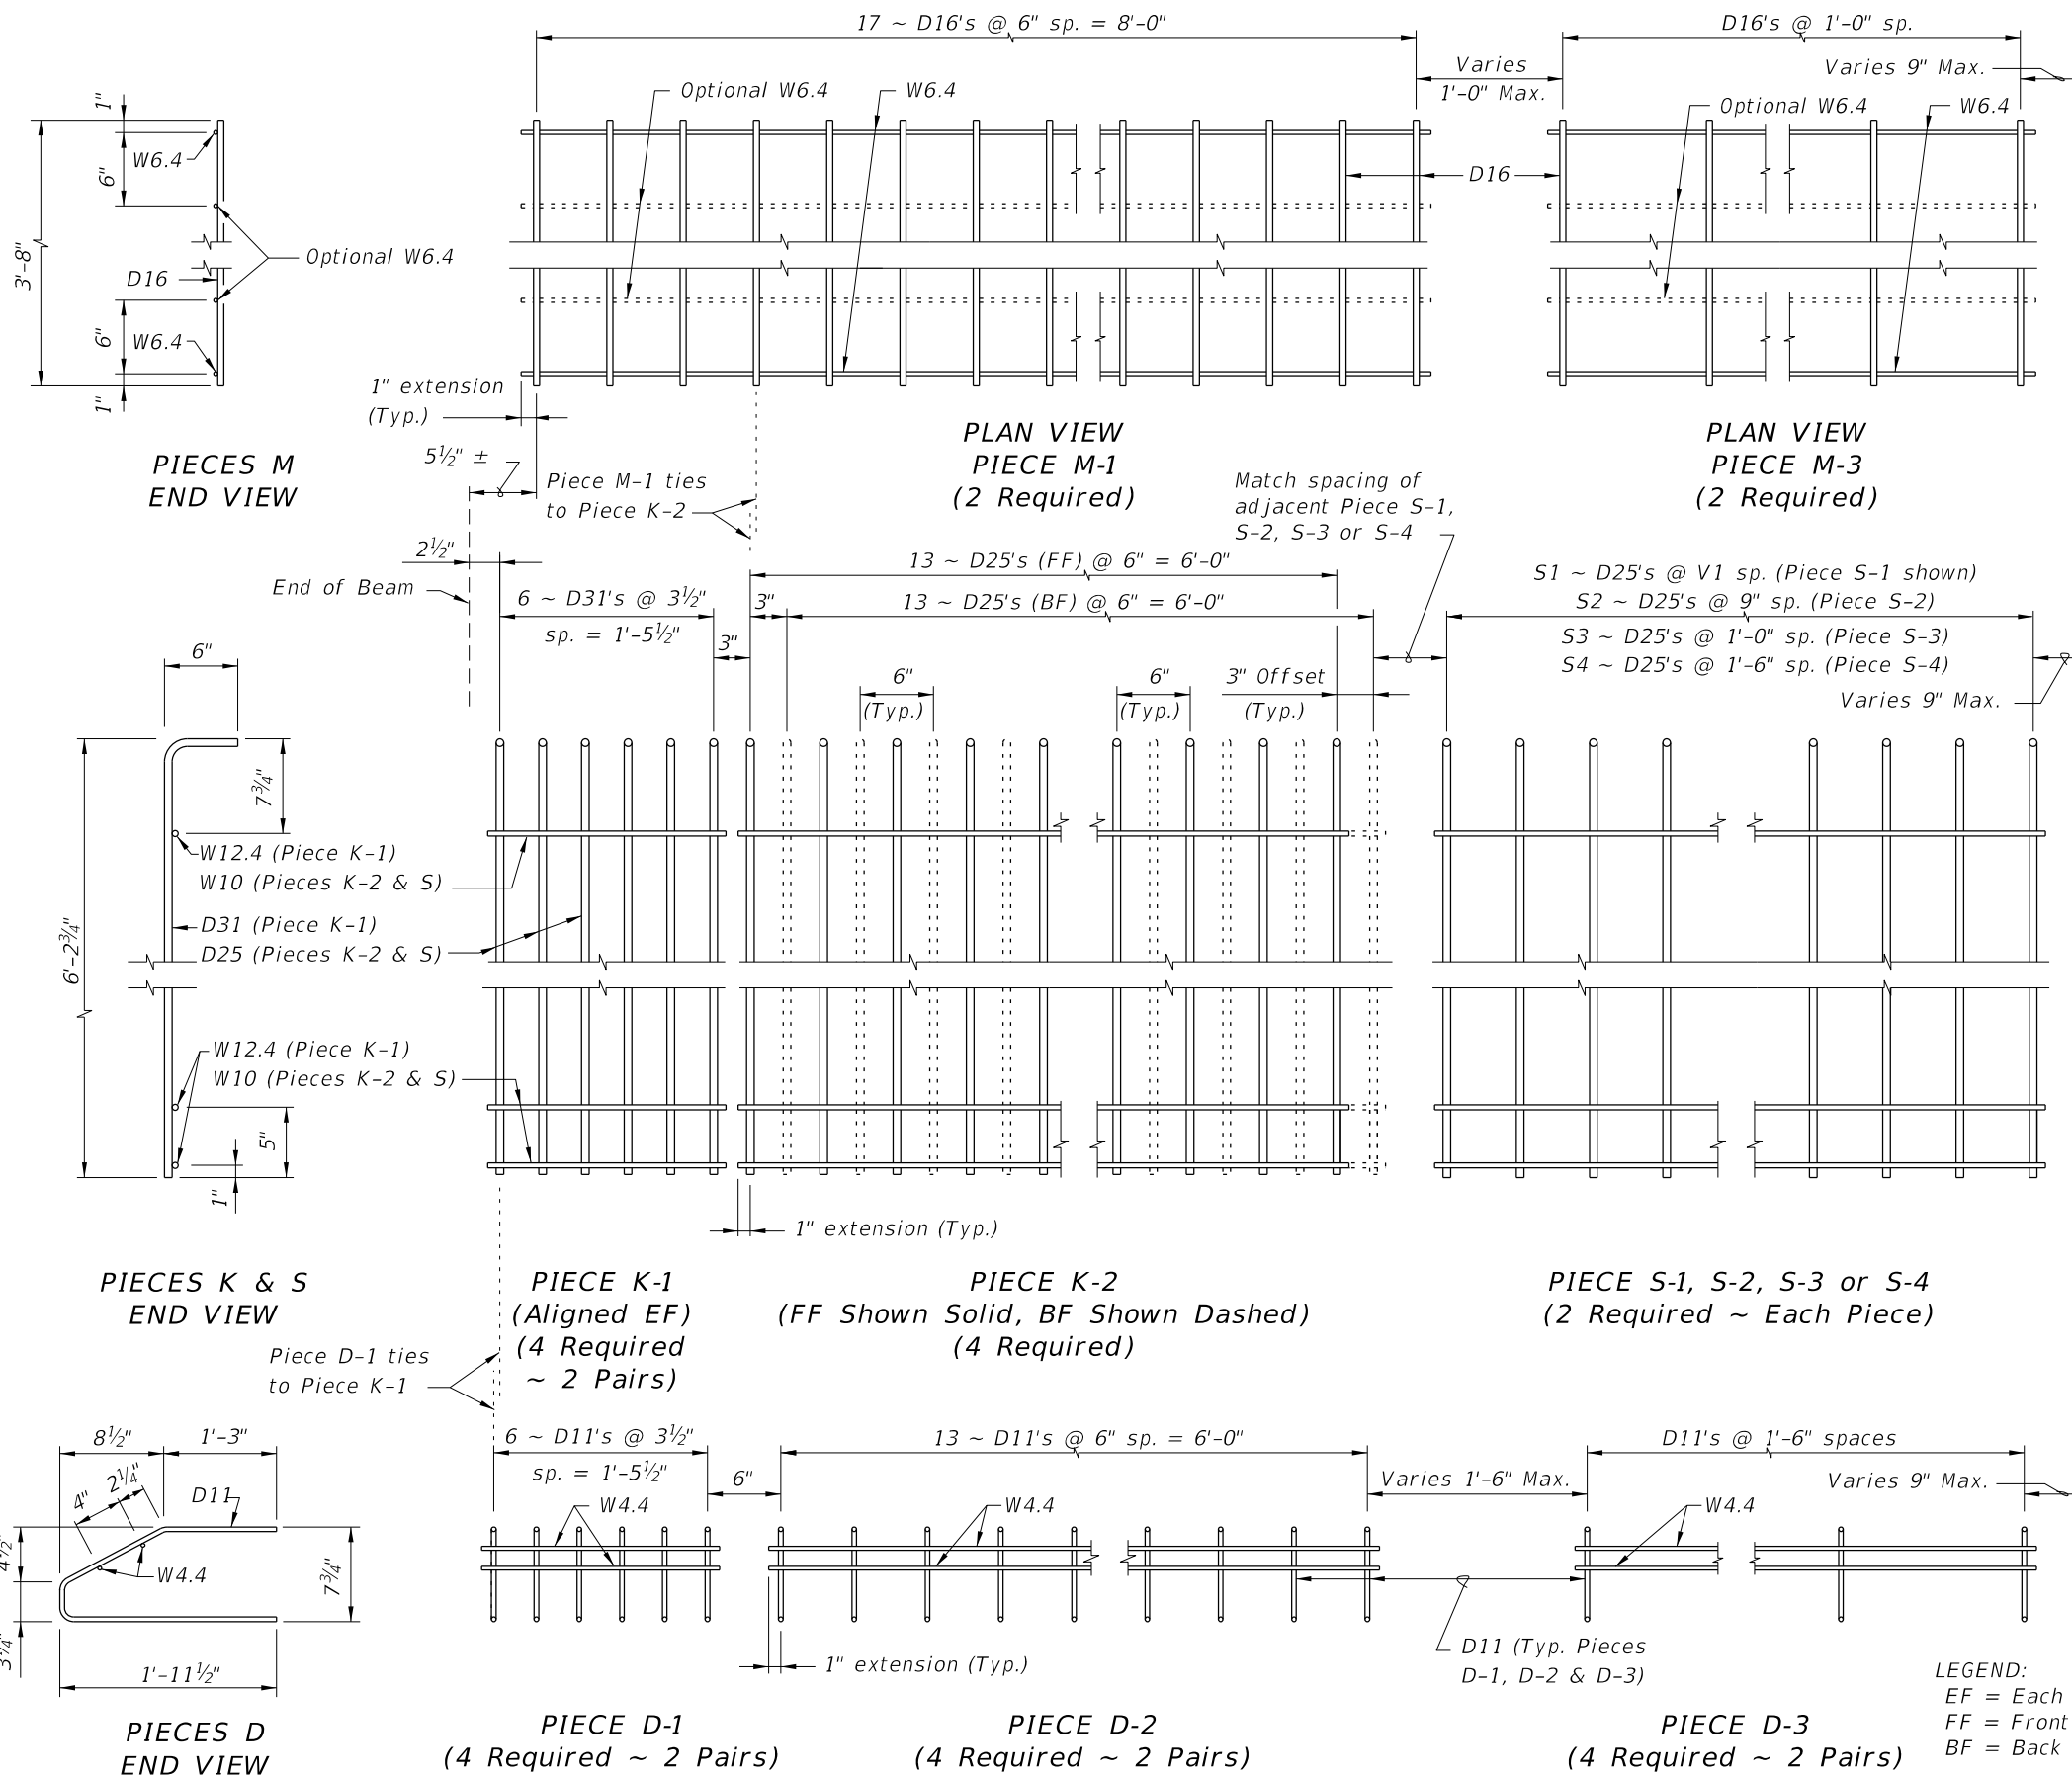 17 ~ D16's @ 6" sp. = 8'-0"
D16's @ 1'-0" sp.
Varies
1'-0" Max.
Varies 9" Max.
1"
W6.4
6"
3'-8"
Optional W6.4
D16
6"
W6.4
1"
Optional W6.4
W6.4
Optional W6.4
W6.4
D16
1" extension
(Typ.)
5½" ±
PIECES M
END VIEW
PLAN VIEW
PIECE M-1
(2 Required)
PLAN VIEW
PIECE M-3
(2 Required)
Piece M-1 ties
to Piece K-2
Match spacing of
adjacent Piece S-1,
S-2, S-3 or S-4
2½"
End of Beam
6 ~ D31's @ 3½"
sp. = 1'-5½"
3"
13 ~ D25's (FF) @ 6" = 6'-0"
3"
13 ~ D25's (BF) @ 6" = 6'-0"
S1 ~ D25's @ V1 sp. (Piece S-1 shown)
S2 ~ D25's @ 9" sp. (Piece S-2)
S3 ~ D25's @ 1'-0" sp. (Piece S-3)
S4 ~ D25's @ 1'-6" sp. (Piece S-4)
Varies 9" Max.
6"
(Typ.)
6"
(Typ.)
3" Offset
(Typ.)
6"
7¾"
W12.4 (Piece K-1)
W10 (Pieces K-2 & S)
D31 (Piece K-1)
D25 (Pieces K-2 & S)
6'-2¾"
W12.4 (Piece K-1)
W10 (Pieces K-2 & S)
5"
1"
1" extension (Typ.)
PIECES K & S
END VIEW
PIECE K-1
(Aligned EF)
(4 Required
~ 2 Pairs)
PIECE K-2
(FF Shown Solid, BF Shown Dashed)
(4 Required)
PIECE S-1, S-2, S-3 or S-4
(2 Required ~ Each Piece)
Piece D-1 ties
to Piece K-1
8½"
1'-3"
4"
2¼"
D11
4½"
W4.4
7¾"
3¼"
1'-11½"
6 ~ D11's @ 3½"
sp. = 1'-5½"
W4.4
6"
13 ~ D11's @ 6" sp. = 6'-0"
W4.4
Varies 1'-6" Max.
D11's @ 1'-6" spaces
Varies 9" Max.
W4.4
1" extension (Typ.)
D11 (Typ. Pieces
D-1, D-2 & D-3)
LEGEND:
EF = Each
FF = Front
BF = Back
PIECES D
END VIEW
PIECE D-1
(4 Required ~ 2 Pairs)
PIECE D-2
(4 Required ~ 2 Pairs)
PIECE D-3
(4 Required ~ 2 Pairs)